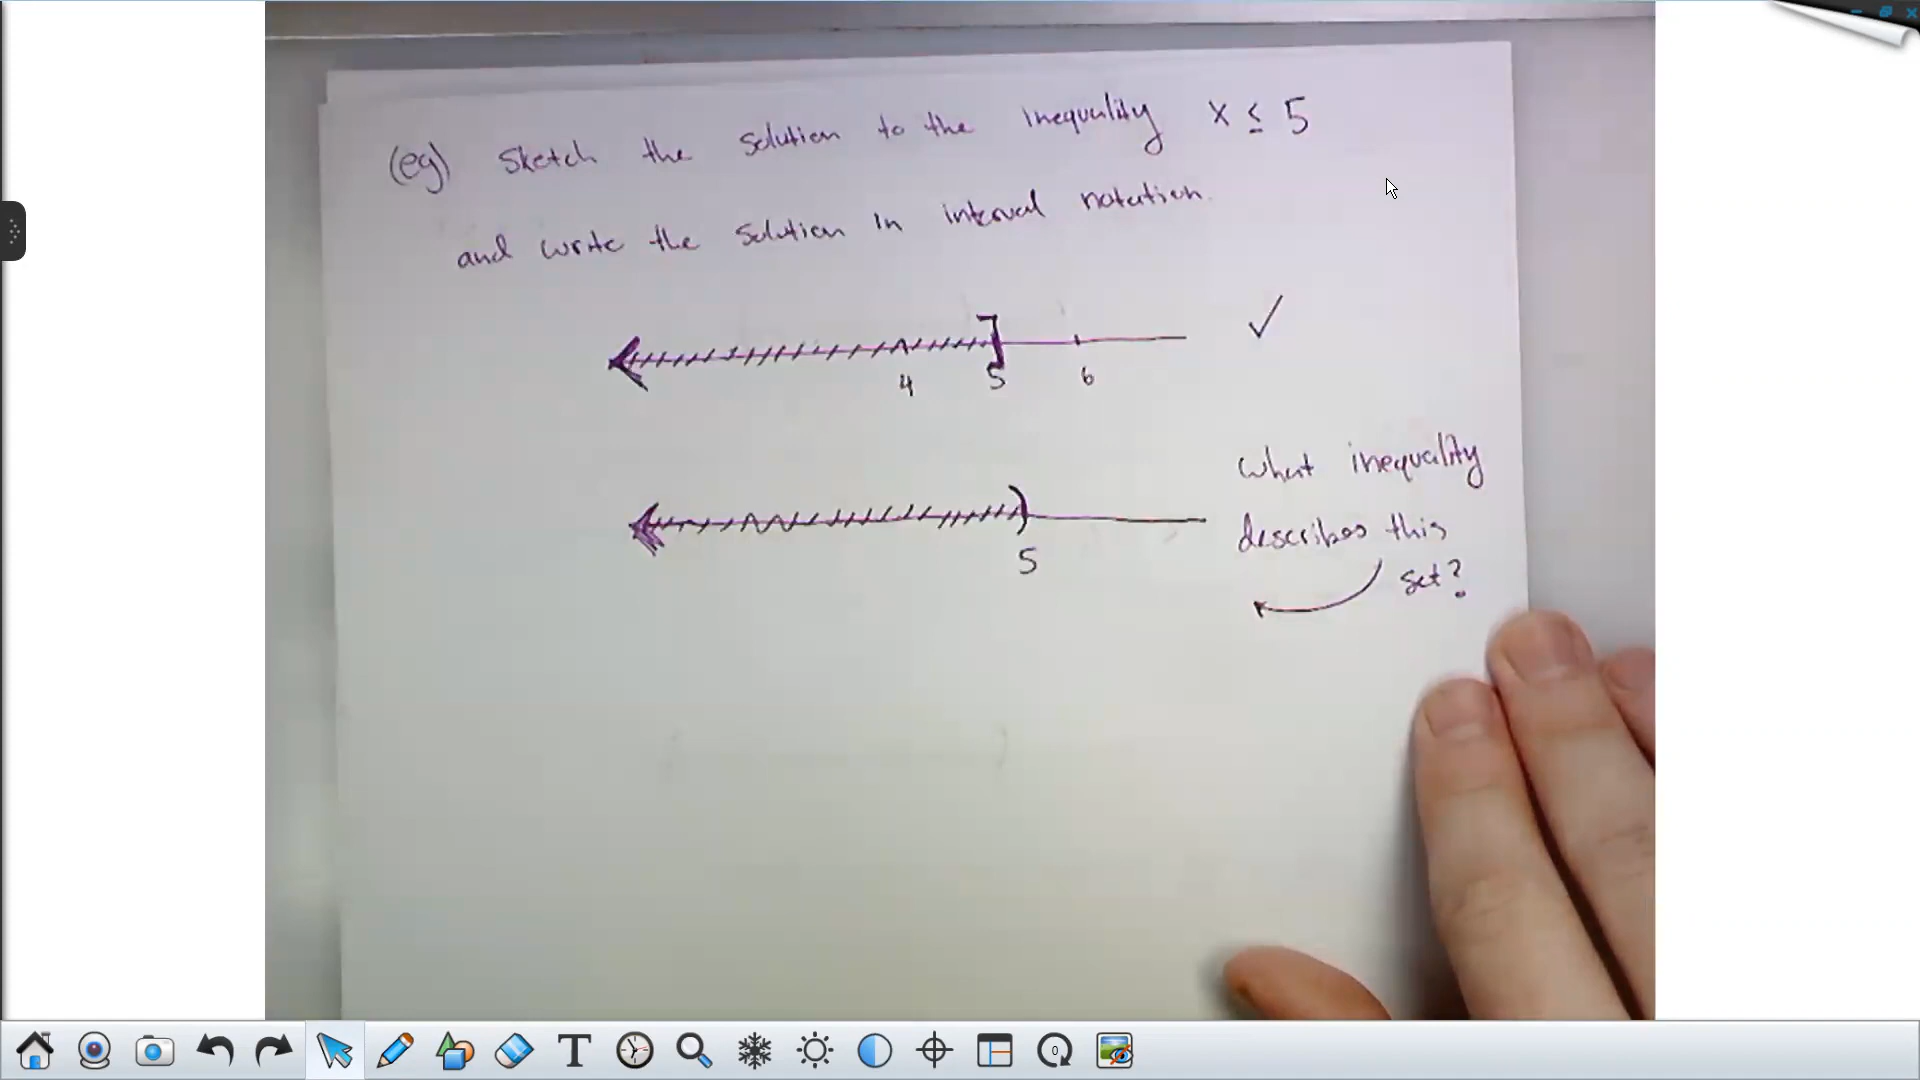 (eg) Sketch the solution to the inequality x ≤ 5
and write the solution in interval notation.
4 5 6
What inequality
describes this
set?
5